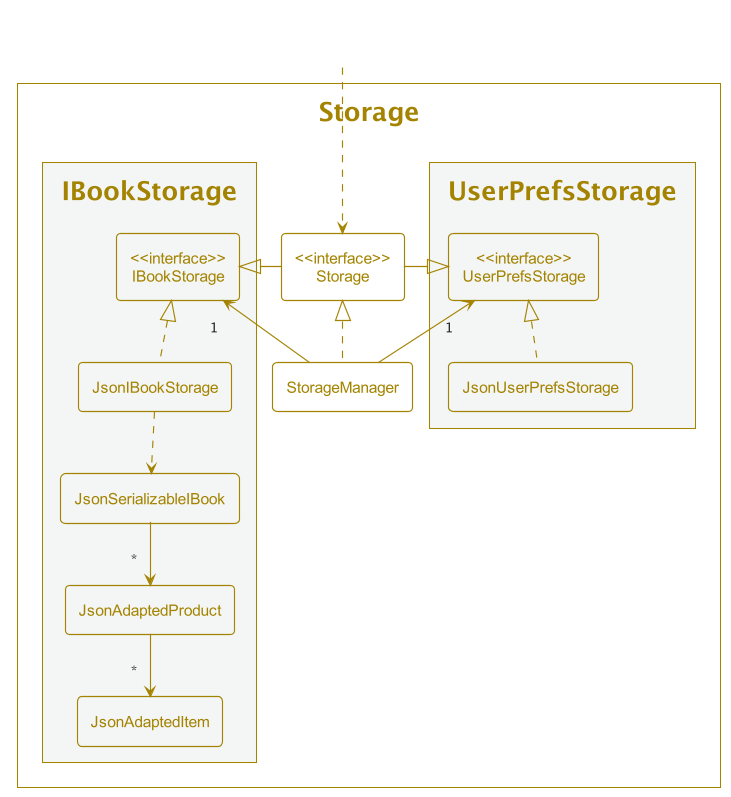 Storage
IBookStorage
UserPrefsStorage
<<interface>>
IBookStorage
<<interface>>
Storage
<<interface>>
UserPrefsStorage
1
1
JsonIBookStorage
StorageManager
JsonUserPrefsStorage
JsonSerializableIBook
*
JsonAdaptedProduct
*
JsonAdaptedItem